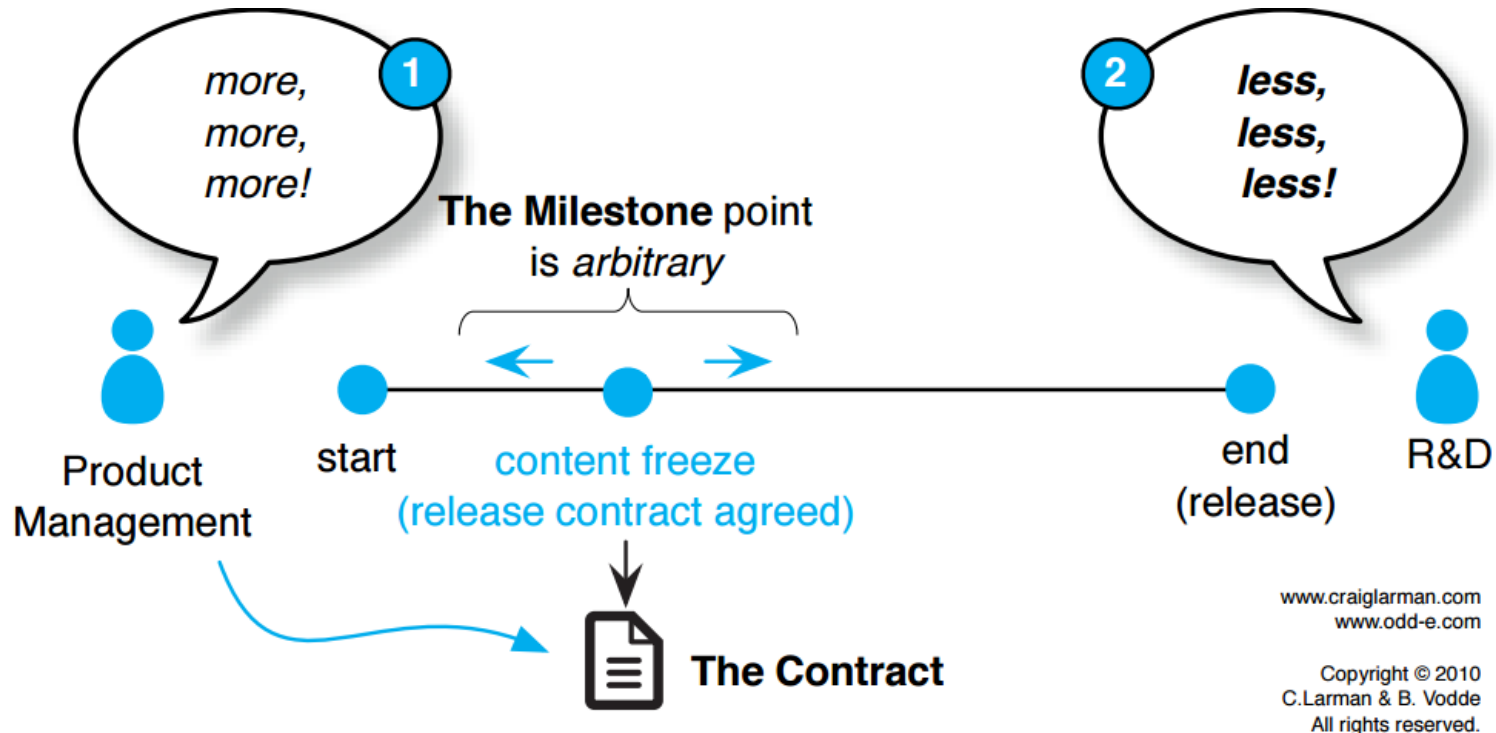 more,
more,
more!
1
2
less,
less,
less!
The Milestone point
is arbitrary
Product
Management
start
content freeze
(release contract agreed)
end
(release)
R&D
The Contract
www.craiglarman.com
www.odd-e.com
Copyright © 2010
C.Larman & B. Vodde
All rights reserved.